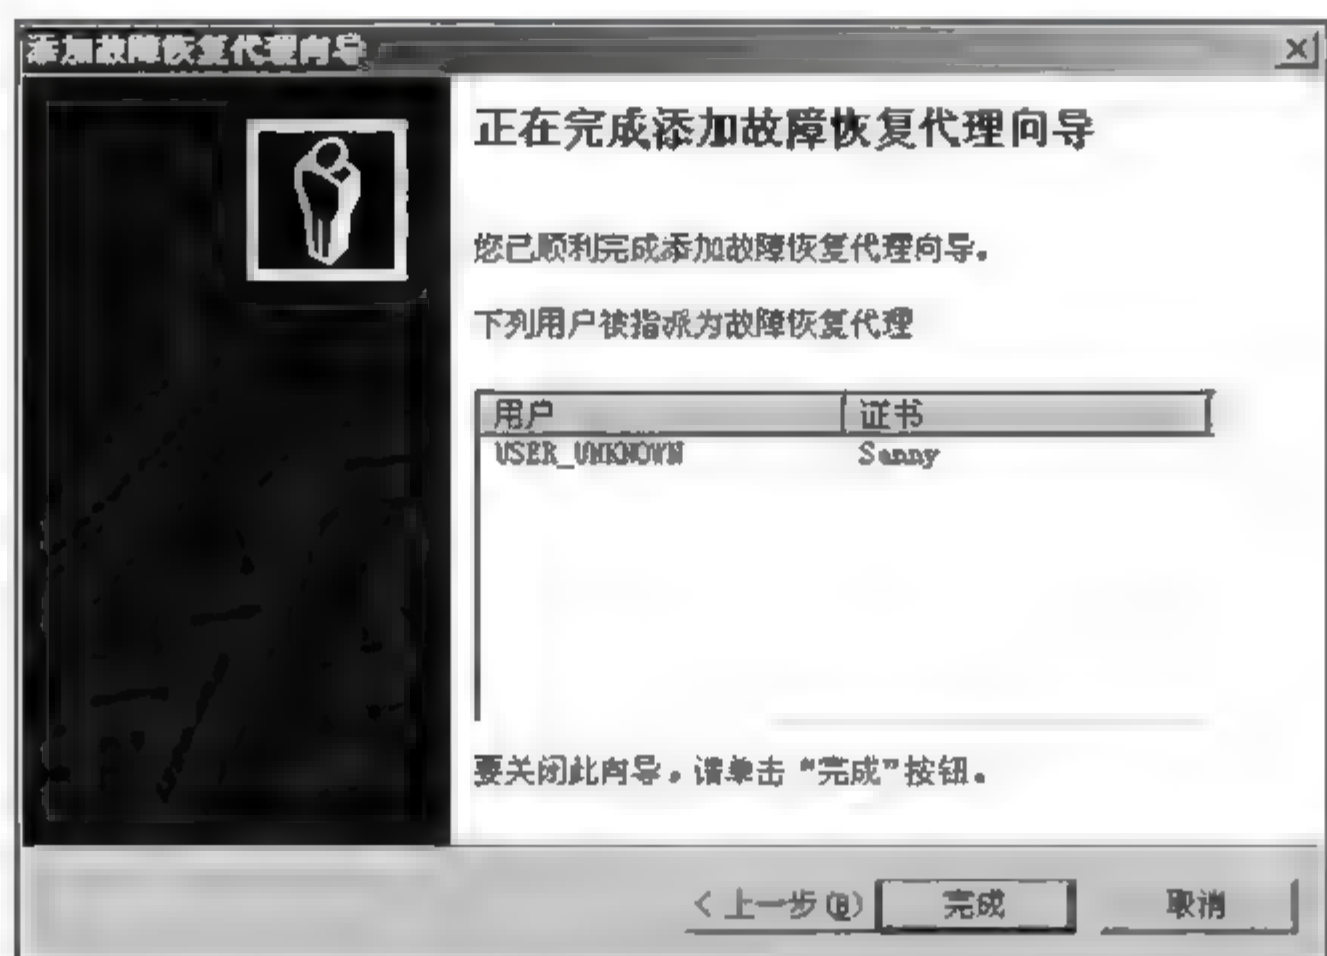 添加故障恢复代理向导
正在完成添加故障恢复代理向导
您已顺利完成添加故障恢复代理向导。
下列用户被指派为故障恢复代理
用户 证书
USER_UNKNOWN Sanny
要关闭此向导。请单击“完成”按钮。
<上一步(B) 完成 取消